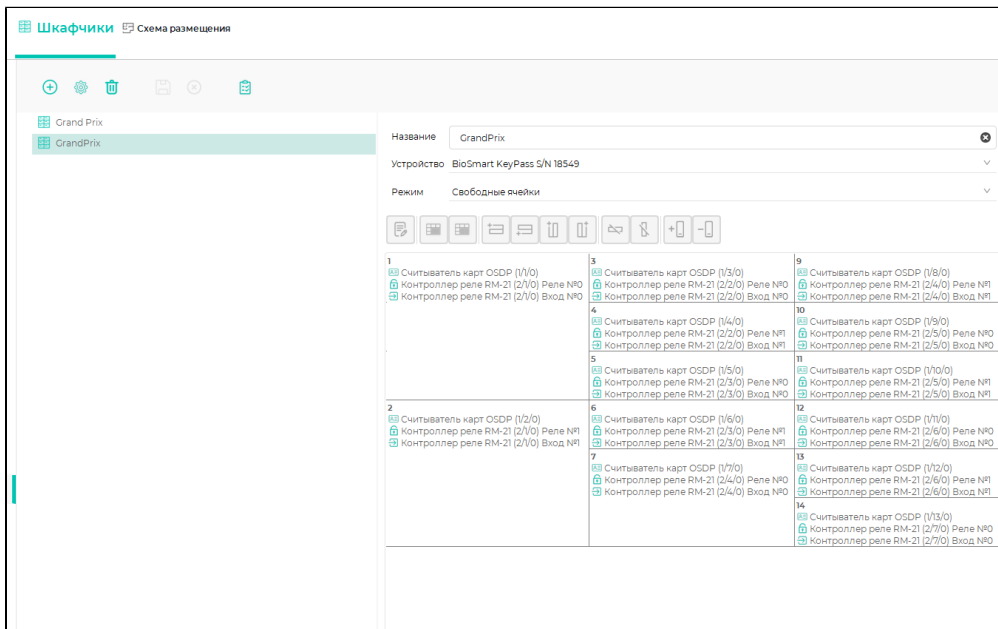 Шкафчики Схема размещения
Grand Prix
GrandPrix
Название GrandPrix
Устройство BioSmart KeyPass S/N 18549
Режим Свободные ячейки
1
Считыватель карт OSDP (1/1/0)
Контроллер реле RM-21 (2/1/0) Реле №0
Контроллер реле RM-21 (2/1/0) Вход №0
2
Считыватель карт OSDP (1/2/0)
Контроллер реле RM-21 (2/1/0) Реле №1
Контроллер реле RM-21 (2/1/0) Вход №1
3
Считыватель карт OSDP (1/3/0)
Контроллер реле RM-21 (2/2/0) Реле №0
Контроллер реле RM-21 (2/2/0) Вход №0
4
Считыватель карт OSDP (1/4/0)
Контроллер реле RM-21 (2/2/0) Реле №1
Контроллер реле RM-21 (2/2/0) Вход №1
5
Считыватель карт OSDP (1/5/0)
Контроллер реле RM-21 (2/3/0) Реле №0
Контроллер реле RM-21 (2/3/0) Вход №0
6
Считыватель карт OSDP (1/6/0)
Контроллер реле RM-21 (2/3/0) Реле №1
Контроллер реле RM-21 (2/3/0) Вход №1
7
Считыватель карт OSDP (1/7/0)
Контроллер реле RM-21 (2/4/0) Реле №0
Контроллер реле RM-21 (2/4/0) Вход №0
9
Считыватель карт OSDP (1/8/0)
Контроллер реле RM-21 (2/4/0) Реле №1
Контроллер реле RM-21 (2/4/0) Вход №1
10
Считыватель карт OSDP (1/9/0)
Контроллер реле RM-21 (2/5/0) Реле №0
Контроллер реле RM-21 (2/5/0) Вход №0
11
Считыватель карт OSDP (1/10/0)
Контроллер реле RM-21 (2/5/0) Реле №1
Контроллер реле RM-21 (2/5/0) Вход №1
12
Считыватель карт OSDP (1/11/0)
Контроллер реле RM-21 (2/6/0) Реле №0
Контроллер реле RM-21 (2/6/0) Вход №0
13
Считыватель карт OSDP (1/12/0)
Контроллер реле RM-21 (2/6/0) Реле №1
Контроллер реле RM-21 (2/6/0) Вход №1
14
Считыватель карт OSDP (1/13/0)
Контроллер реле RM-21 (2/7/0) Реле №0
Контроллер реле RM-21 (2/7/0) Вход №0